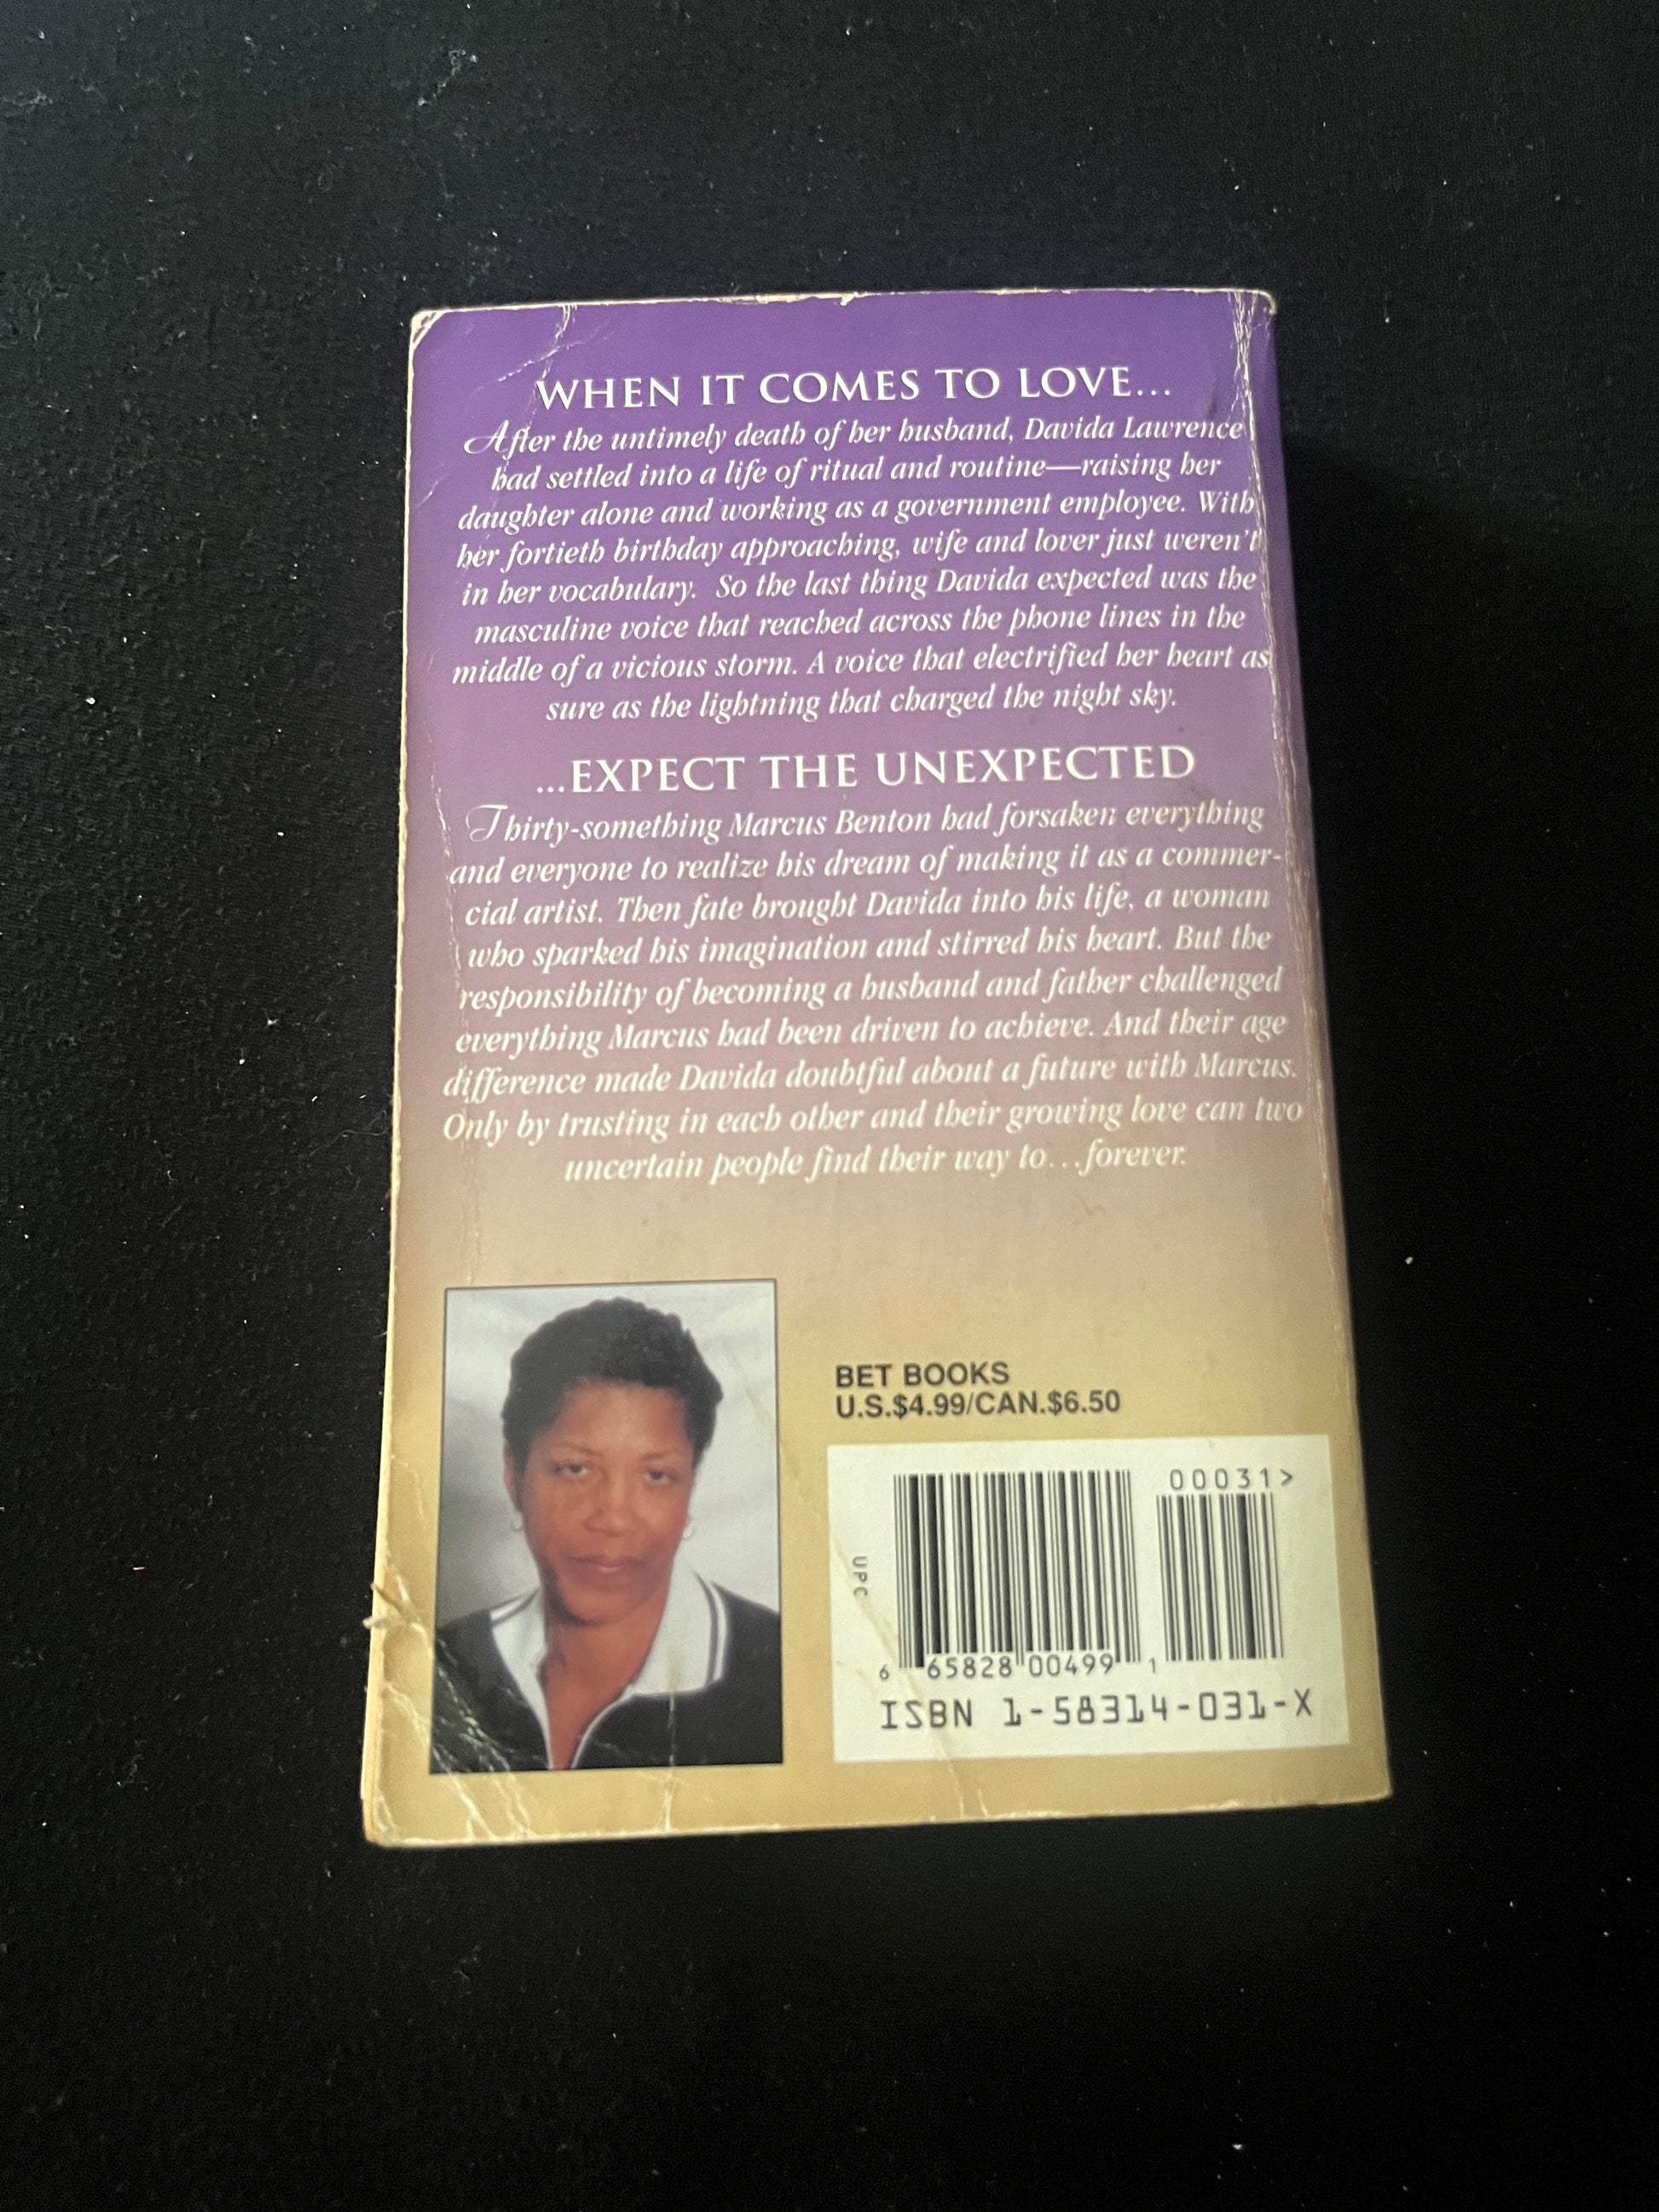 WHEN IT COMES TO LOVE...
After the untimely death of her husband, Davida Lawrence
had settled into a life of ritual and routine—raising her
daughter alone and working as a government employee. With
her fortieth birthday approaching, wife and lover just weren't
in her vocabulary. So the last thing Davida expected was the
masculine voice that reached across the phone lines in the
middle of a vicious storm. A voice that electrified her heart as
sure as the lightning that charged the night sky.
...EXPECT THE UNEXPECTED
Thirty-something Marcus Benton had forsaken everything
and everyone to realize his dream of making it as a commer-
cial artist. Then fate brought Davida into his life, a woman
who sparked his imagination and stirred his heart. But the
responsibility of becoming a husband and father challenged
everything Marcus had been driven to achieve. And their age
difference made Davida doubtful about a future with Marcus.
Only by trusting in each other and their growing love can two
uncertain people find their way to...forever.
BET BOOKS
U.S.$4.99/CAN.$6.50
00031>
UPC
6 65828 00499 1
ISBN 1-58314-031-X